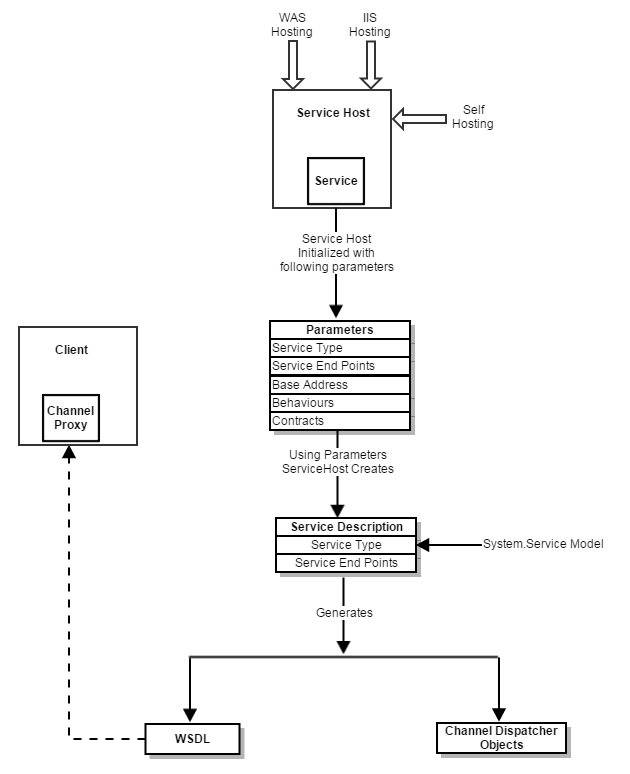 WAS
Hosting
IIS
Hosting
Service Host
Self
Hosting
Service
Service Host
Initialized with
following parameters
Parameters
Service Type
Service End Points
Base Address
Behaviours
Contracts
Client
Channel
Proxy
Using Parameters
ServiceHost Creates
Service Description
Service Type
Service End Points
System.Service Model
Generates
WSDL
Channel Dispatcher
Objects